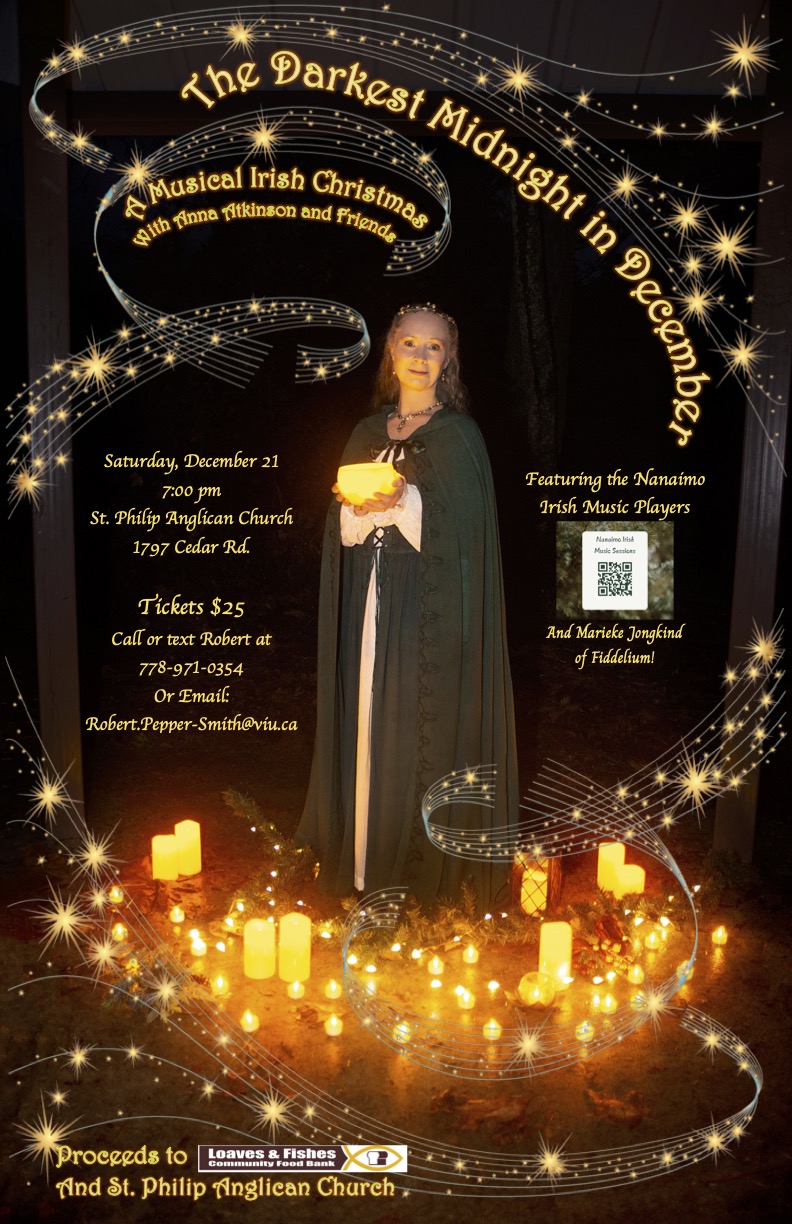 The Darkest Midnight in December
A Musical Irish Christmas
With Anna Atkinson and Friends
Saturday, December 21
7:00 pm
St. Philip Anglican Church
1797 Cedar Rd.
Tickets $25
Call or text Robert at
778-971-0354
Or Email:
Robert.Pepper-Smith@viu.ca
Featuring the Nanaimo
Irish Music Players
Nanaimo Irish
Music Sessions
And Marieke Jongkind
of Fiddelium!
Proceeds to Loaves & Fishes
Community Food Bank
And St. Philip Anglican Church